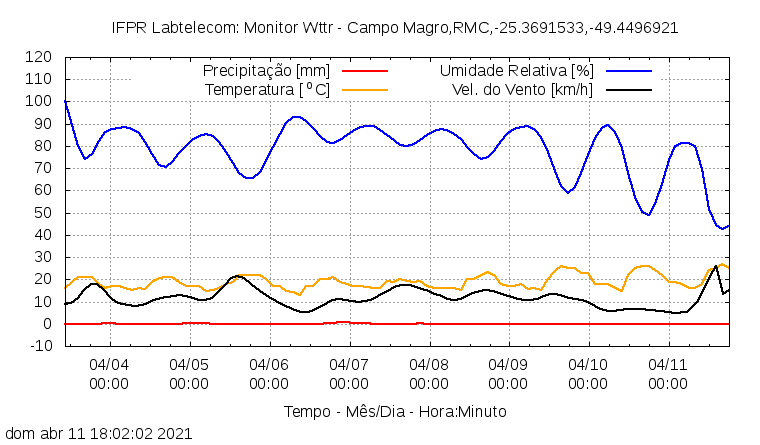 IFPR Labtelecom: Monitor Wttr - Campo Magro,RMC,-25.3691533,-49.4496921
120
110
100
90
80
70
60
50
40
30
20
10
0
-10
Precipitação [mm]
Temperatura [⁰C]
Umidade Relativa [%]
Vel. do Vento [km/h]
04/04 04/05 04/06 04/07 04/08 04/09 04/10 04/11
00:00 00:00 00:00 00:00 00:00 00:00 00:00 00:00
Tempo - Mês/Dia - Hora:Minuto
dom abr 11 18:02:02 2021